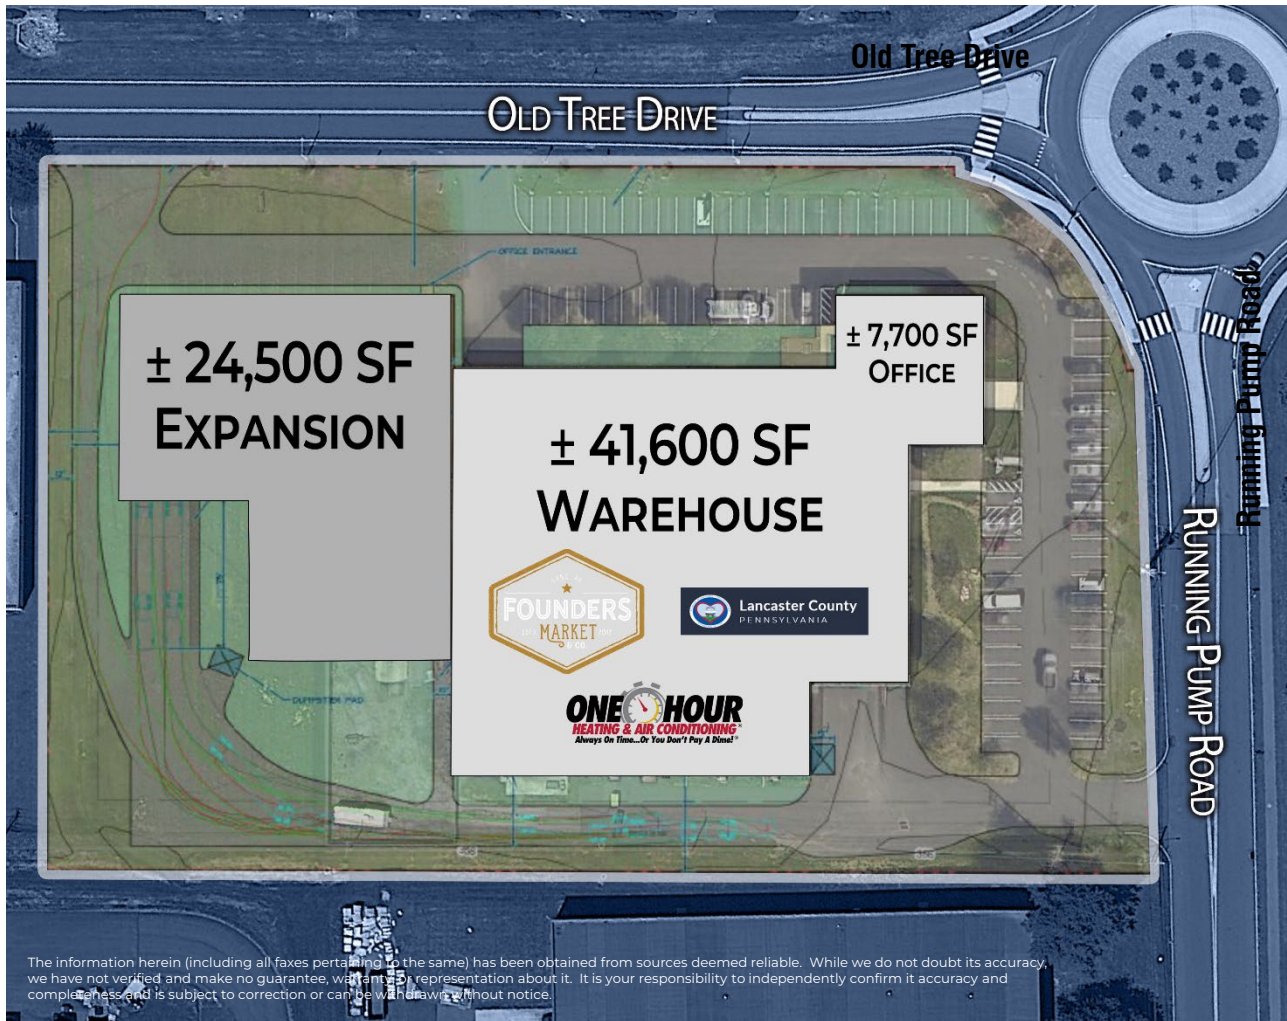 Old Tree Drive
OLD TREE DRIVE
OFFICE ENTRANCE
± 24,500 SF
EXPANSION
± 7,700 SF
OFFICE
± 41,600 SF
WAREHOUSE
Running Pump Road
RUNNING PUMP ROAD
FOUNDERS
MARKET
& CO.
Lancaster County
PENNSYLVANIA
ONE HOUR
HEATING & AIR CONDITIONING
Always On Time...Or You Don't Pay A Dime!
DUMPSTER PAD
The information herein (including all faxes pertaining to the same) has been obtained from sources deemed reliable. While we do not doubt its accuracy,
we have not verified and make no guarantee, warranty, or representation about it. It is your responsibility to independently confirm it accuracy and
completeness and is subject to correction or can be withdrawn without notice.